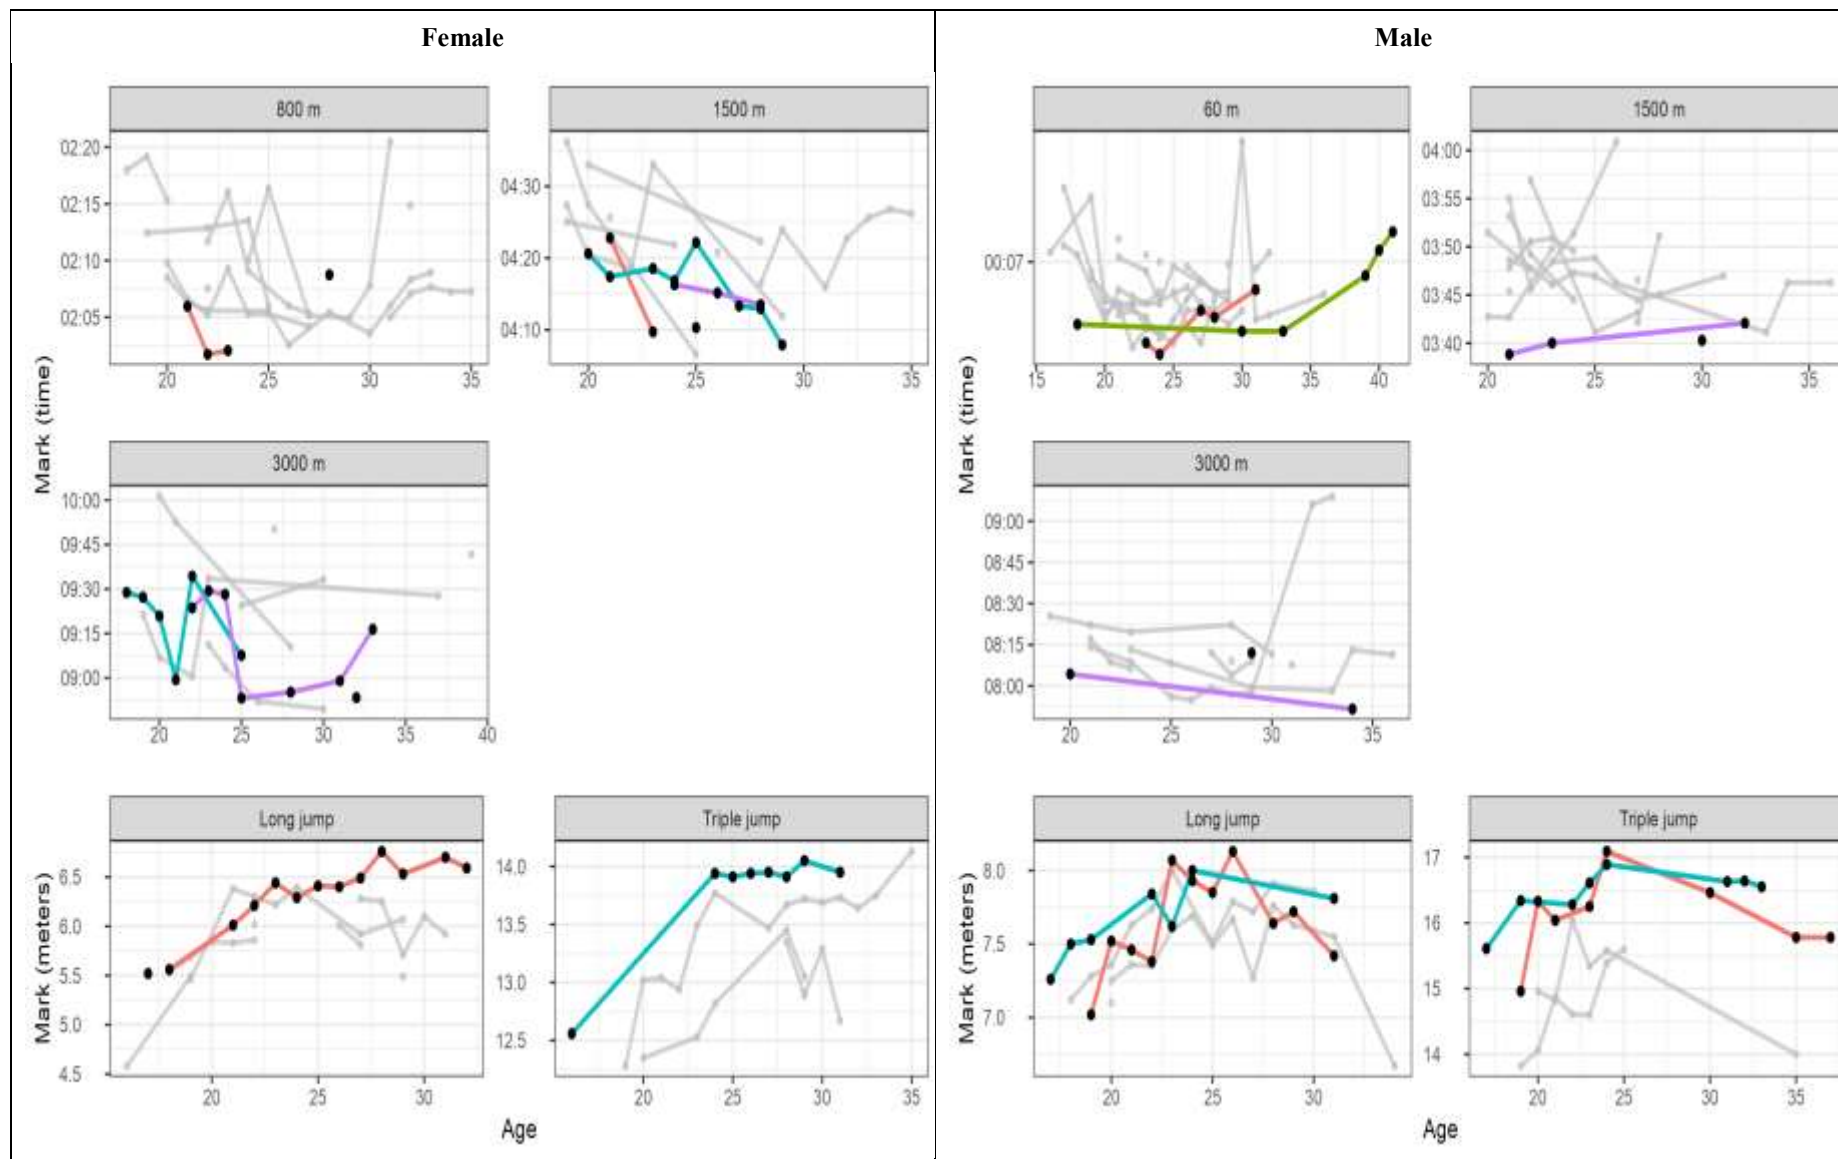 Female
Male
800 m
1500 m
60 m
1500 m
02:20
02:15
02:10
02:05
04:30
04:20
04:10
00:07
04:00
03:55
03:50
03:45
03:40
20 25 30 35
20 25 30 35
15 20 25 30 35 40
20 25 30 35
Mark (time)
Mark (time)
3000 m
3000 m
10:00
09:45
09:30
09:15
09:00
09:00
08:45
08:30
08:15
08:00
20 25 30 35 40
20 25 30 35
Long jump
Triple jump
Long jump
Triple jump
Mark (meters)
6.5
6.0
5.5
5.0
4.5
14.0
13.5
13.0
12.5
Mark (meters)
8.0
7.5
7.0
17
16
15
14
20 25 30
20 25 30 35
20 25 30
20 25 30 35
Age
Age